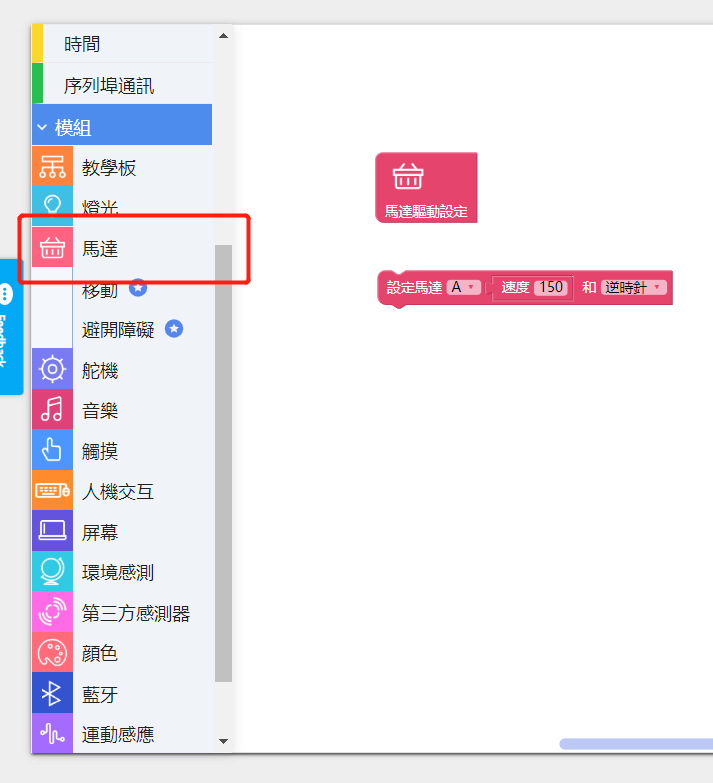 時間
序列埠通訊
模組
教學板
燈光
馬達
移動
避開障礙
舵機
音樂
觸摸
人機交互
屏幕
環境感測
第三方感測器
顏色
藍牙
運動感應
Feedback
馬達驅動設定
設定馬達 A 速度 150 和 逆時針